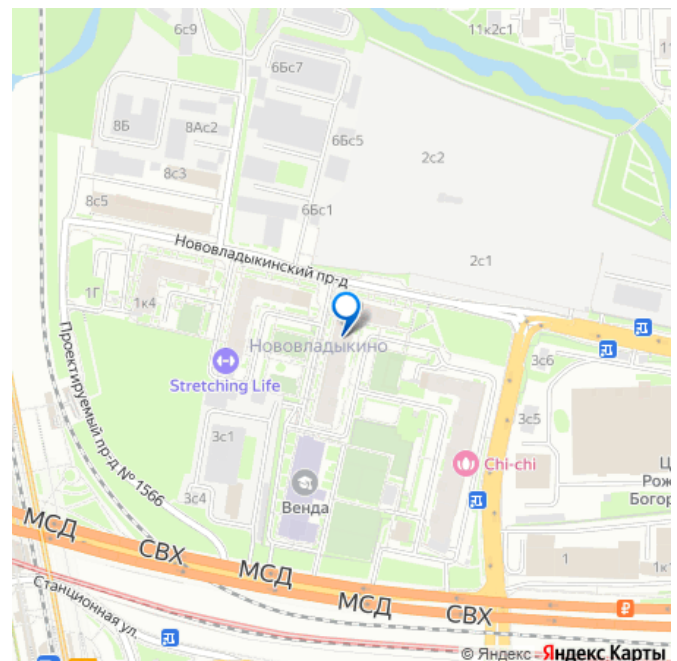 6с9
11к2с1
6Бс7
8Б
8Ас2
6Бс5
2с2
8с3
8с5
6Бс1
Нововладыкинский пр-д
2с1
1Г
1к4
Нововладыкино
Проектируемый пр-д № 1566
Stretching Life
3с6
3с5
3с1
Chi-chi
Ц
Рож
Богор
Венда
3с4
МСД
СВХ
МСД
МСД
СВХ
1
1к1
Станционная ул.
₽
© Яндекс Яндекс Карты